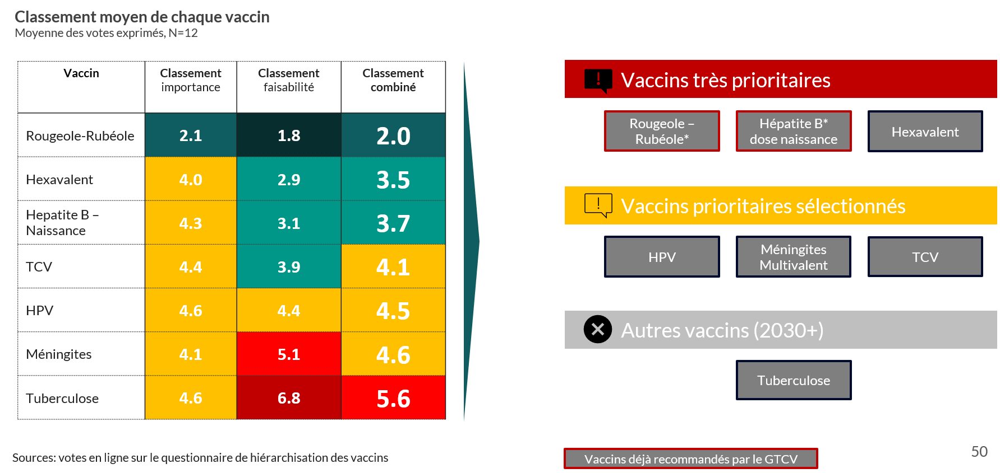 Classement moyen de chaque vaccin
Moyenne des votes exprimés, N=12
Vaccin
Classement
importance
Classement
faisabilité
Classement
combiné
Rougeole-Rubéole
2.1
1.8
2.0
Hexavalent
4.0
2.9
3.5
Hepatite B –
Naissance
4.3
3.1
3.7
TCV
4.4
3.9
4.1
HPV
4.6
4.4
4.5
Méningites
4.1
5.1
4.6
Tuberculose
4.6
6.8
5.6
Sources: votes en ligne sur le questionnaire de hiérarchisation des vaccins
Vaccins très prioritaires
Rougeole –
Rubéole*
Hépatite B*
dose naissance
Hexavalent
Vaccins prioritaires sélectionnés
HPV
Méningites
Multivalent
TCV
Autres vaccins (2030+)
Tuberculose
Vaccins déjà recommandés par le GTCV
50